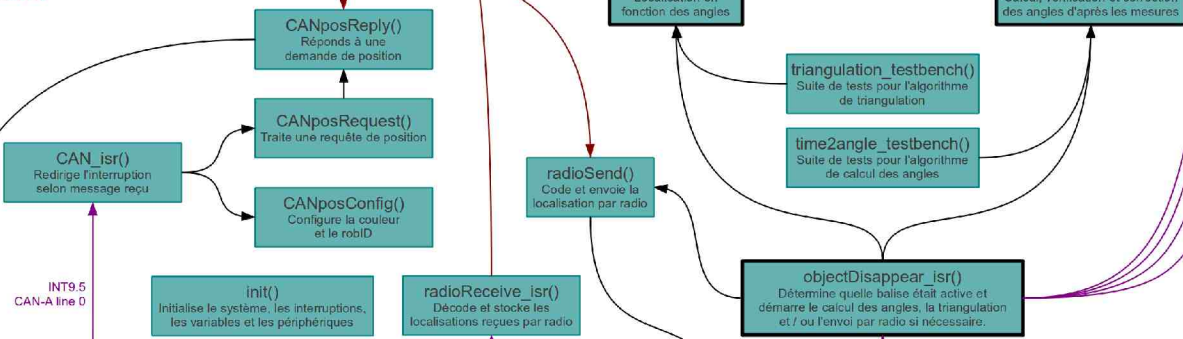 fonction des angles
des angles d'après les mesures
CANposReply()
Réponds à une
demande de position
triangulation_testbench()
Suite de tests pour l'algorithme
de triangulation
CANposRequest()
Traite une requête de position
time2angle_testbench()
Suite de tests pour l'algorithme
de calcul des angles
CAN_isr()
Redirige l'interruption
selon message reçu
radioSend()
Code et envoie la
localisation par radio
CANposConfig()
Configure la couleur
et le robID
INT9.5
CAN-A line 0
init()
Initialise le système, les interruptions,
les variables et les périphériques
radioReceive_isr()
Décode et stocke les
localisations reçues par radio
objectDisappear_isr()
Détermine quelle balise était active et
démarre le calcul des angles, la triangulation
et / ou l'envoi par radio si nécessaire.